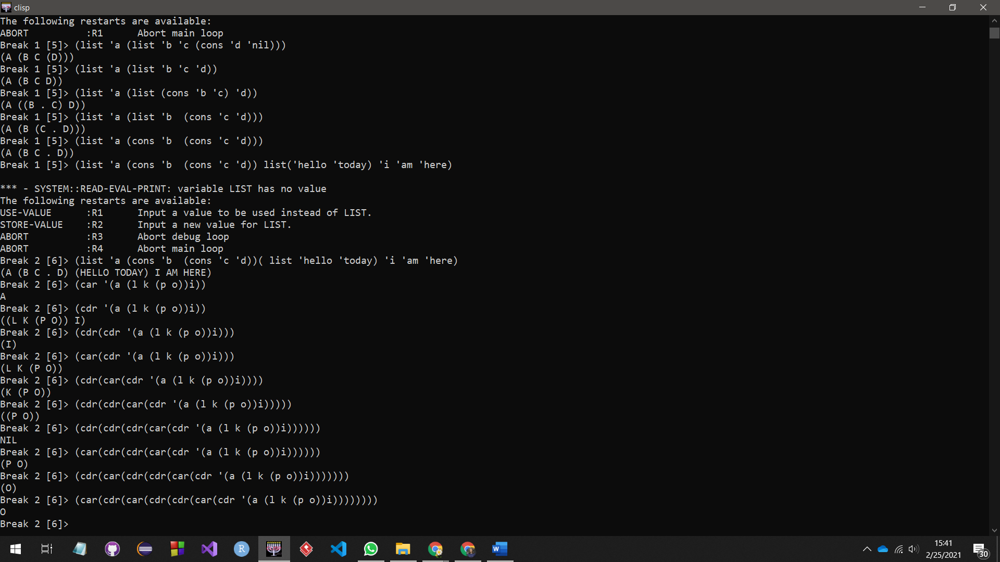 clisp
The following restarts are available:
ABORT          :R1      Abort main loop
Break 1 [5]> (list 'a (list 'b 'c (cons 'd 'nil)))
(A (B C (D)))
Break 1 [5]> (list 'a (list 'b 'c 'd))
(A (B C D))
Break 1 [5]> (list 'a (list (cons 'b 'c) 'd))
(A ((B . C) D))
Break 1 [5]> (list 'a (list 'b  (cons 'c 'd)))
(A (B (C . D)))
Break 1 [5]> (list 'a (cons 'b  (cons 'c 'd)))
(A (B C . D))
Break 1 [5]> (list 'a (cons 'b  (cons 'c 'd)) list('hello 'today) 'i 'am 'here)
*** - SYSTEM::READ-EVAL-PRINT: variable LIST has no value
The following restarts are available:
USE-VALUE      :R1      Input a value to be used instead of LIST.
STORE-VALUE    :R2      Input a new value for LIST.
ABORT          :R3      Abort debug loop
ABORT          :R4      Abort main loop
Break 2 [6]> (list 'a (cons 'b  (cons 'c 'd))( list 'hello 'today) 'i 'am 'here)
(A (B C . D) (HELLO TODAY) I AM HERE)
Break 2 [6]> (car '(a (l k (p o))i))
A
Break 2 [6]> (cdr '(a (l k (p o))i))
((L K (P O)) I)
Break 2 [6]> (cdr(cdr '(a (l k (p o))i)))
(I)
Break 2 [6]> (car(cdr '(a (l k (p o))i)))
(L K (P O))
Break 2 [6]> (cdr(car(cdr '(a (l k (p o))i))))
(K (P O))
Break 2 [6]> (cdr(cdr(car(cdr '(a (l k (p o))i)))))
((P O))
Break 2 [6]> (cdr(cdr(cdr(car(cdr '(a (l k (p o))i))))))
NIL
Break 2 [6]> (car(cdr(cdr(car(cdr '(a (l k (p o))i))))))
(P O)
Break 2 [6]> (cdr(car(cdr(cdr(car(cdr '(a (l k (p o))i)))))))
(O)
Break 2 [6]> (car(cdr(car(cdr(cdr(car(cdr '(a (l k (p o))i))))))))
O
Break 2 [6]>
R
W
15:41
2/25/2021
30